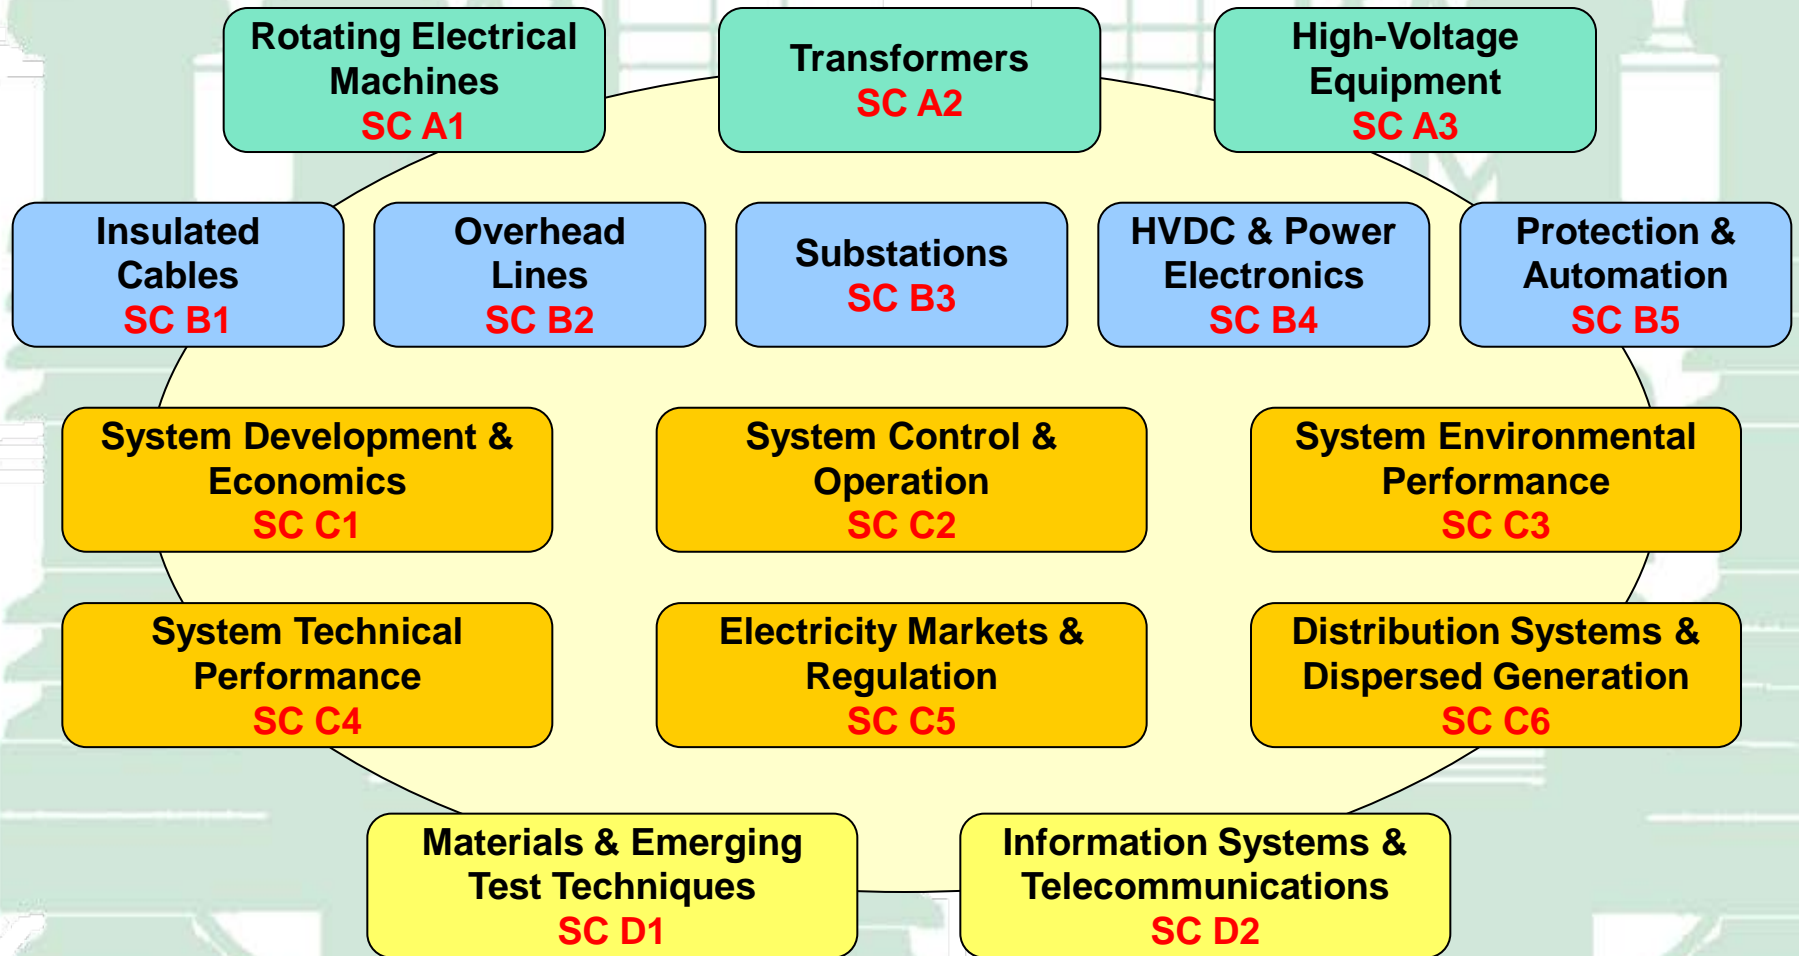 Rotating Electrical
Machines
SC A1
Transformers
SC A2
High-Voltage
Equipment
SC A3
Insulated
Cables
SC B1
Overhead
Lines
SC B2
Substations
SC B3
HVDC & Power
Electronics
SC B4
Protection &
Automation
SC B5
System Development &
Economics
SC C1
System Control &
Operation
SC C2
System Environmental
Performance
SC C3
System Technical
Performance
SC C4
Electricity Markets &
Regulation
SC C5
Distribution Systems &
Dispersed Generation
SC C6
Materials & Emerging
Test Techniques
SC D1
Information Systems &
Telecommunications
SC D2